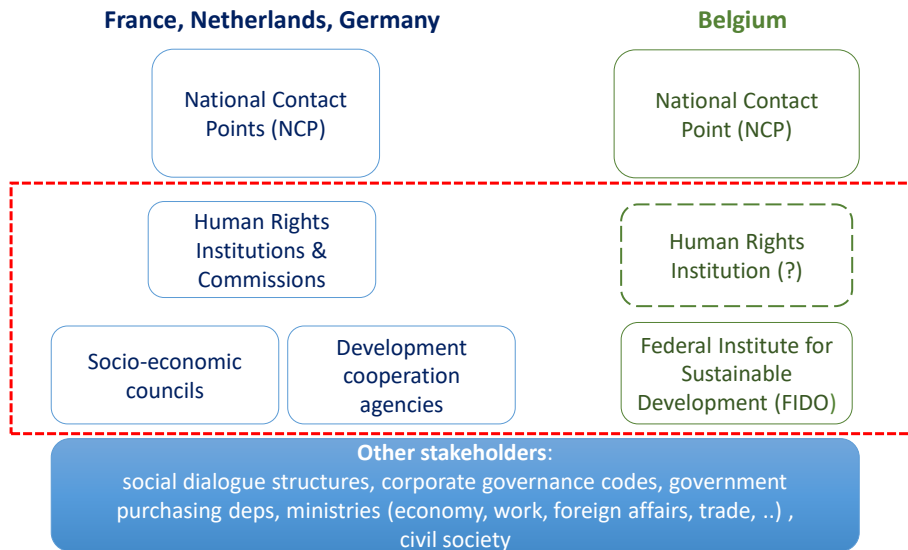 France, Netherlands, Germany
Belgium
National Contact
Points (NCP)
National Contact
Point (NCP)
Human Rights
Institutions &
Commissions
Human Rights
Institution (?)
Socio-economic
councils
Development
cooperation
agencies
Federal Institute for
Sustainable
Development (FIDO)
Other stakeholders:
social dialogue structures, corporate governance codes, government
purchasing deps, ministries (economy, work, foreign affairs, trade, ..) ,
civil society